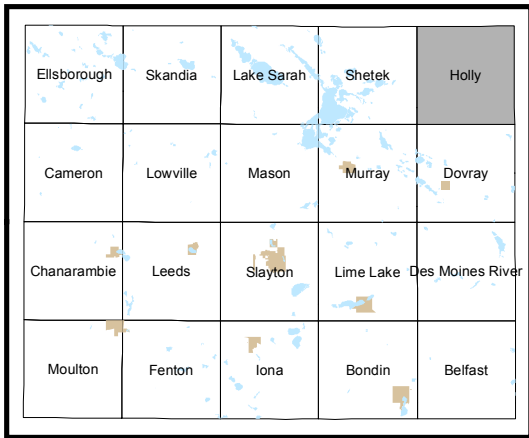 Ellsborough Skandia Lake Sarah Shetek Holly
Cameron Lowville Mason Murray Dovray
Chanarambie Leeds Slayton Lime Lake Des Moines River
Moulton Fenton Iona Bondin Belfast